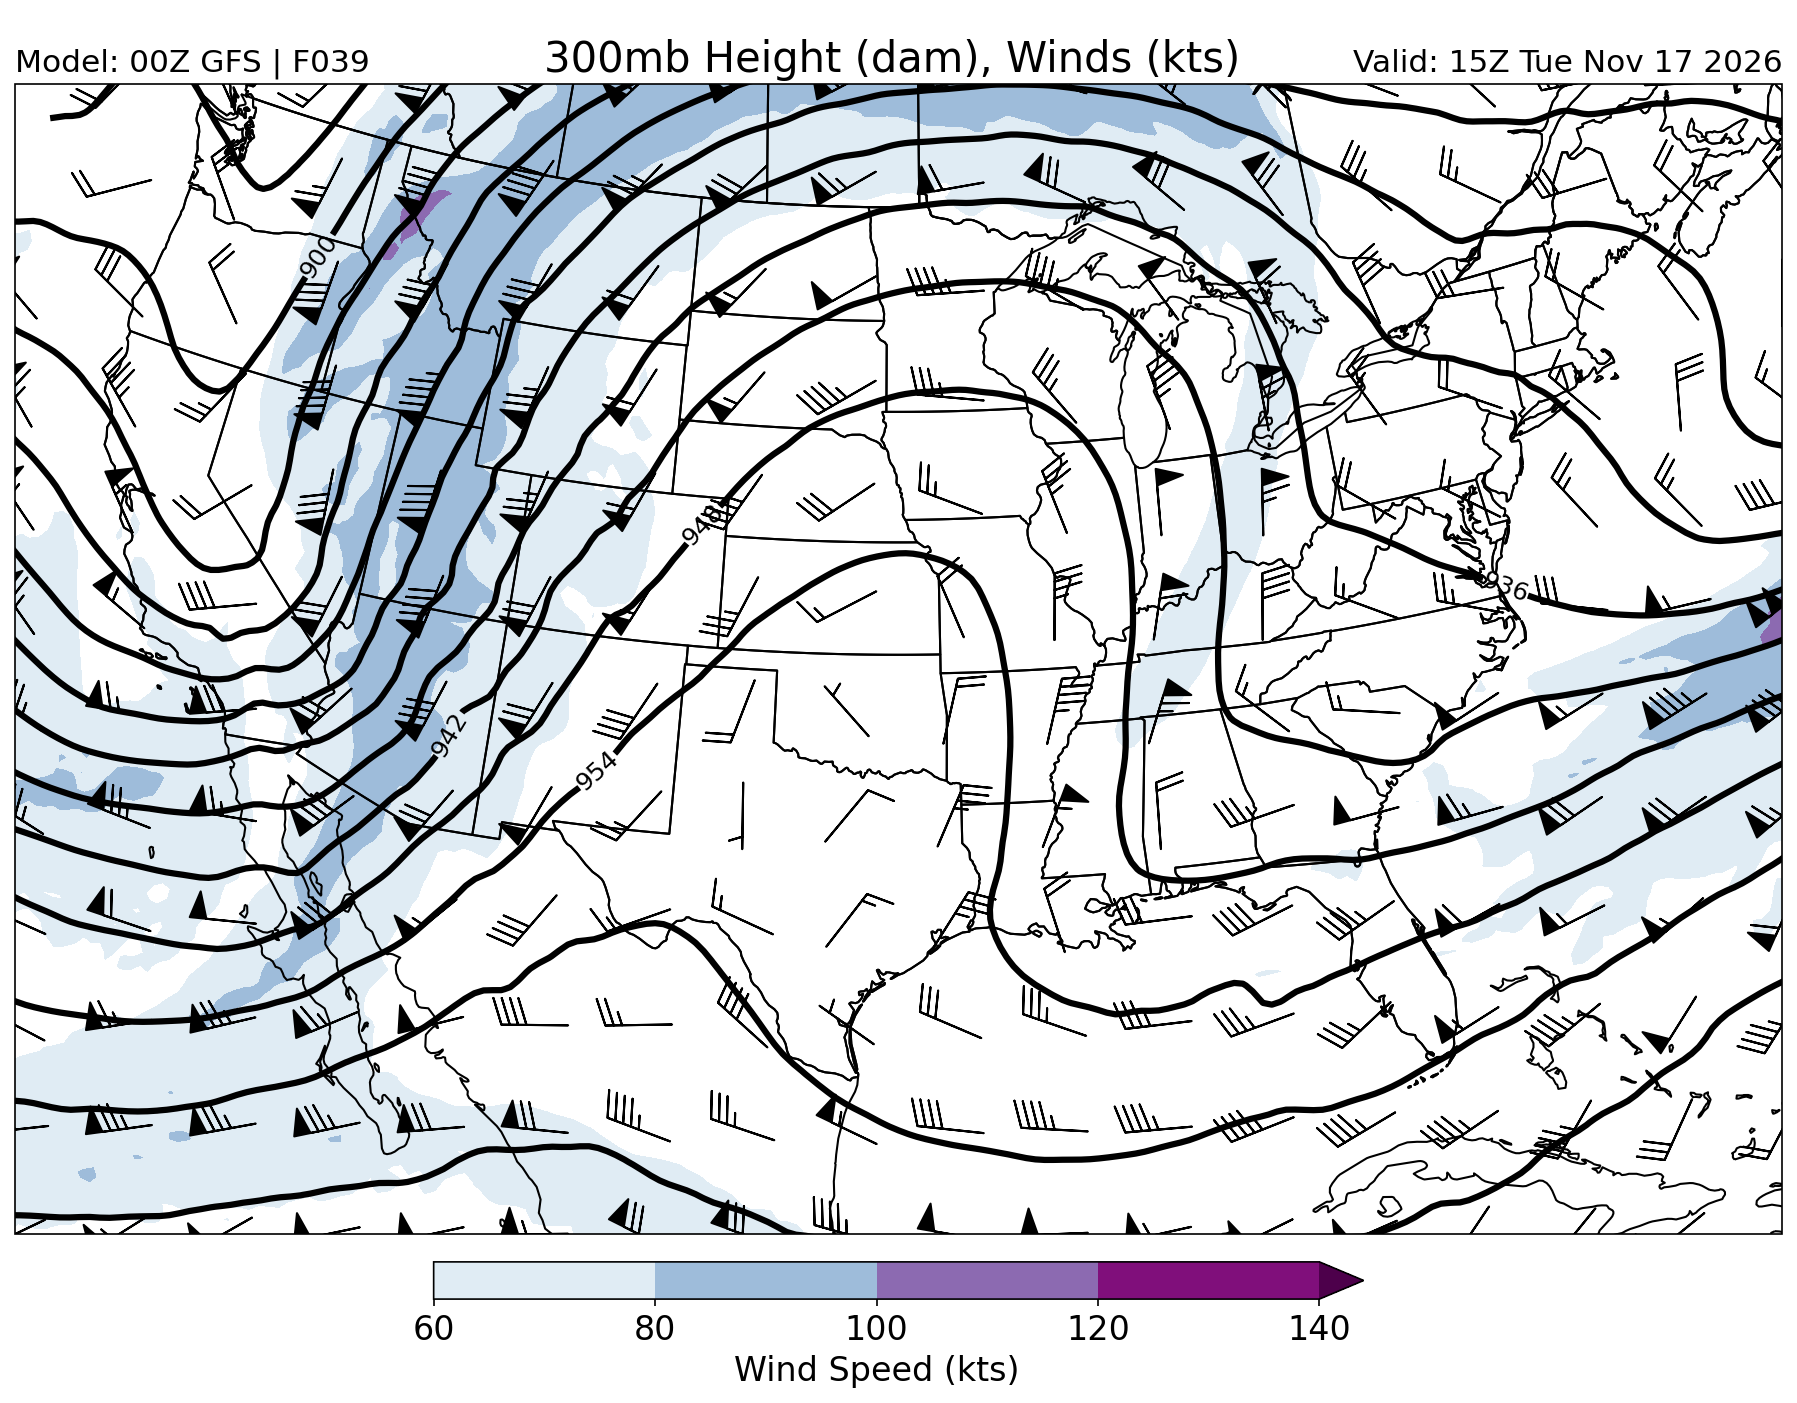 Model: 00Z GFS | F039
300mb Height (dam), Winds (kts)
Valid: 15Z Tue Nov 17 2026
900
948
936
942
954
60 80 100 120 140
Wind Speed (kts)